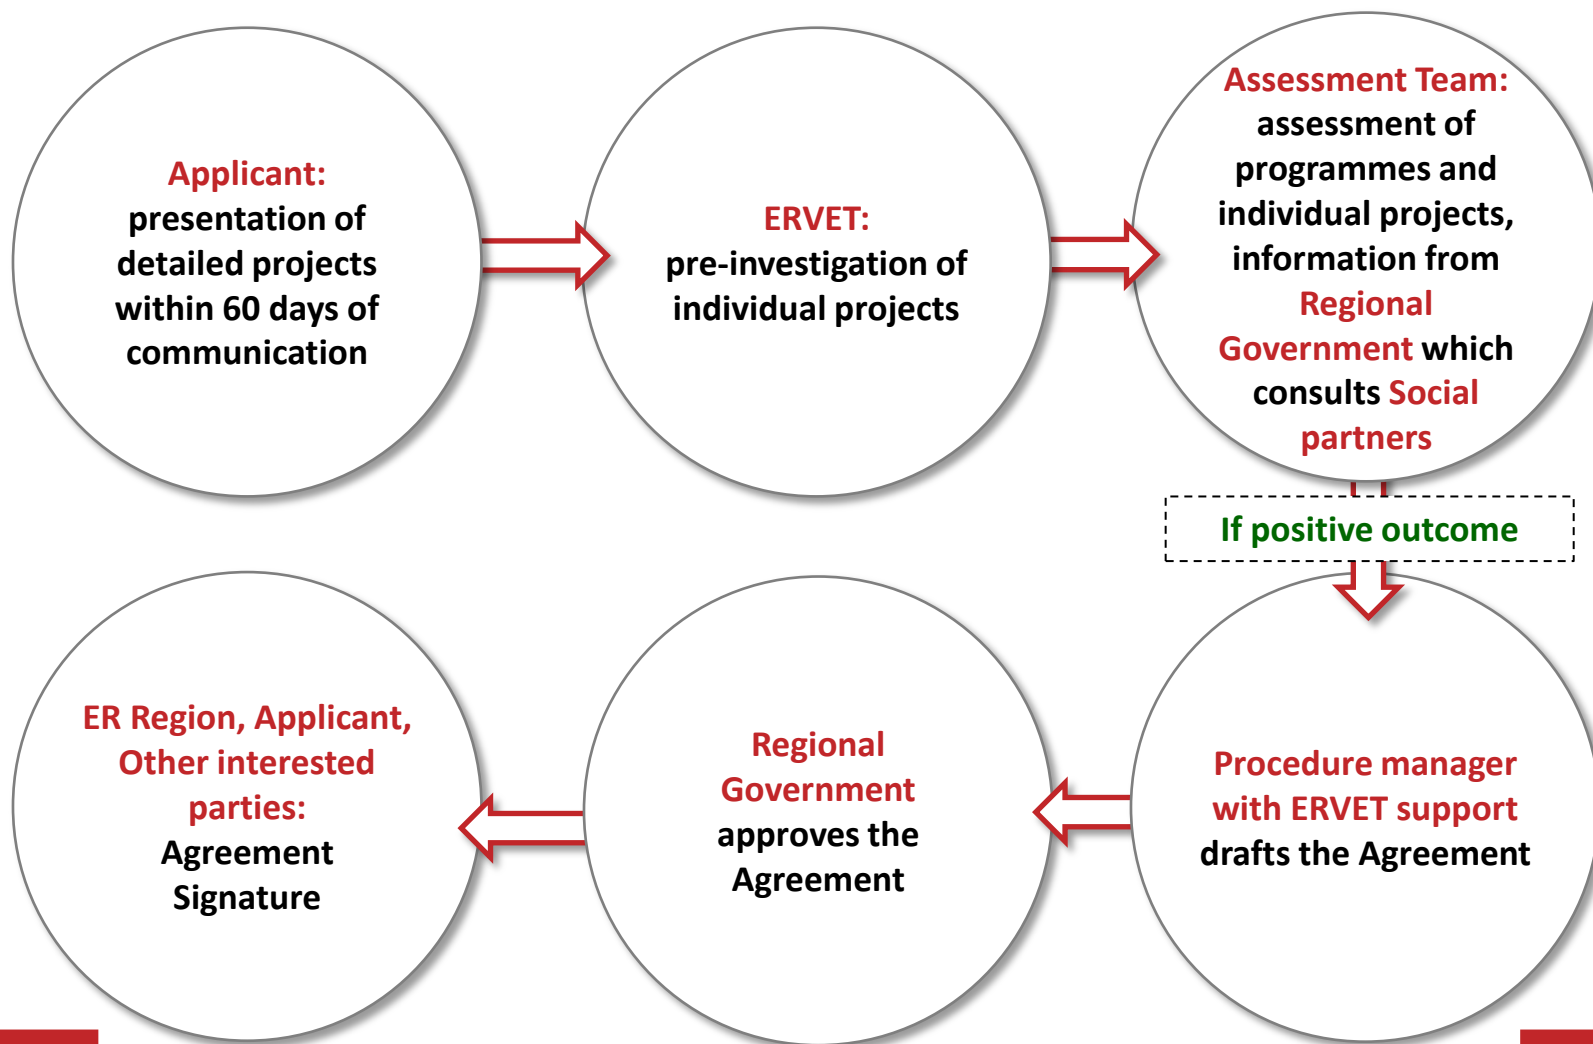 Applicant:
presentation of
detailed projects
within 60 days of
communication
ERVET:
pre-investigation of
individual projects
Assessment Team:
assessment of
programmes and
individual projects,
information from
Regional
Government which
consults Social
partners
If positive outcome
Procedure manager
with ERVET support
drafts the Agreement
Regional
Government
approves the
Agreement
ER Region, Applicant,
Other interested
parties:
Agreement
Signature